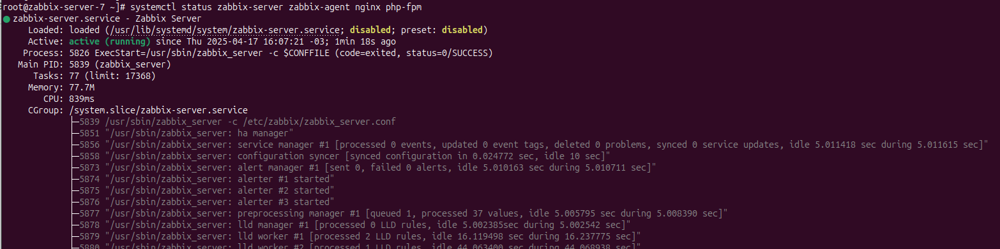 root@zabbix-server-7 ~]# systemctl status zabbix-server zabbix-agent nginx php-fpm
● zabbix-server.service - Zabbix Server
Loaded: loaded (/usr/lib/systemd/system/zabbix-server.service; disabled; preset: disabled)
Active: active (running) since Thu 2025-04-17 16:07:21 -03; 1min 18s ago
Process: 5826 ExecStart=/usr/sbin/zabbix_server -c $CONFFILE (code=exited, status=0/SUCCESS)
Main PID: 5839 (zabbix_server)
Tasks: 77 (limit: 17368)
Memory: 77.7M
CPU: 839ms
CGroup: /system.slice/zabbix-server.service
├─5839 /usr/sbin/zabbix_server -c /etc/zabbix/zabbix_server.conf
├─5851 "/usr/sbin/zabbix_server: ha manager"
├─5856 "/usr/sbin/zabbix_server: service manager #1 [processed 0 events, updated 0 event tags, deleted 0 problems, synced 0 service updates, idle 5.011418 sec during 5.011615 sec]"
├─5858 "/usr/sbin/zabbix_server: configuration syncer [synced configuration in 0.024772 sec, idle 10 sec]"
├─5873 "/usr/sbin/zabbix_server: alert manager #1 [sent 0, failed 0 alerts, idle 5.010163 sec during 5.010711 sec]"
├─5874 "/usr/sbin/zabbix_server: alerter #1 started"
├─5875 "/usr/sbin/zabbix_server: alerter #2 started"
├─5876 "/usr/sbin/zabbix_server: alerter #3 started"
├─5877 "/usr/sbin/zabbix_server: preprocessing manager #1 [queued 1, processed 37 values, idle 5.005795 sec during 5.008390 sec]"
├─5878 "/usr/sbin/zabbix_server: lld manager #1 [processed 0 LLD rules, idle 5.002385sec during 5.002542 sec]"
├─5879 "/usr/sbin/zabbix_server: lld worker #1 [processed 2 LLD rules, idle 16.119498 sec during 16.237775 sec]"
├─5880 "/usr/sbin/zabbix_server: lld worker #2 [processed 1 LLD rules, idle 44.063400 sec during 44.068938 sec]"